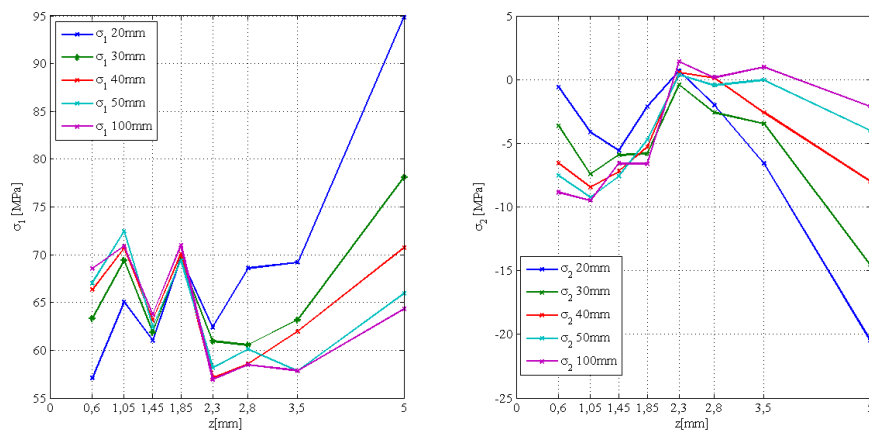 95
90
85
80
75
70
65
60
55
σ₁ [MPa]
σ₁ 20mm
σ₁ 30mm
σ₁ 40mm
σ₁ 50mm
σ₁ 100mm
0 0,6 1,05 1,45 1,85 2,3 2,8 3,5 5
z[mm]
5
0
-5
-10
-15
-20
-25
σ₂ [MPa]
σ₂ 20mm
σ₂ 30mm
σ₂ 40mm
σ₂ 50mm
σ₂ 100mm
0 0,6 1,05 1,45 1,85 2,3 2,8 3,5
z[mm]